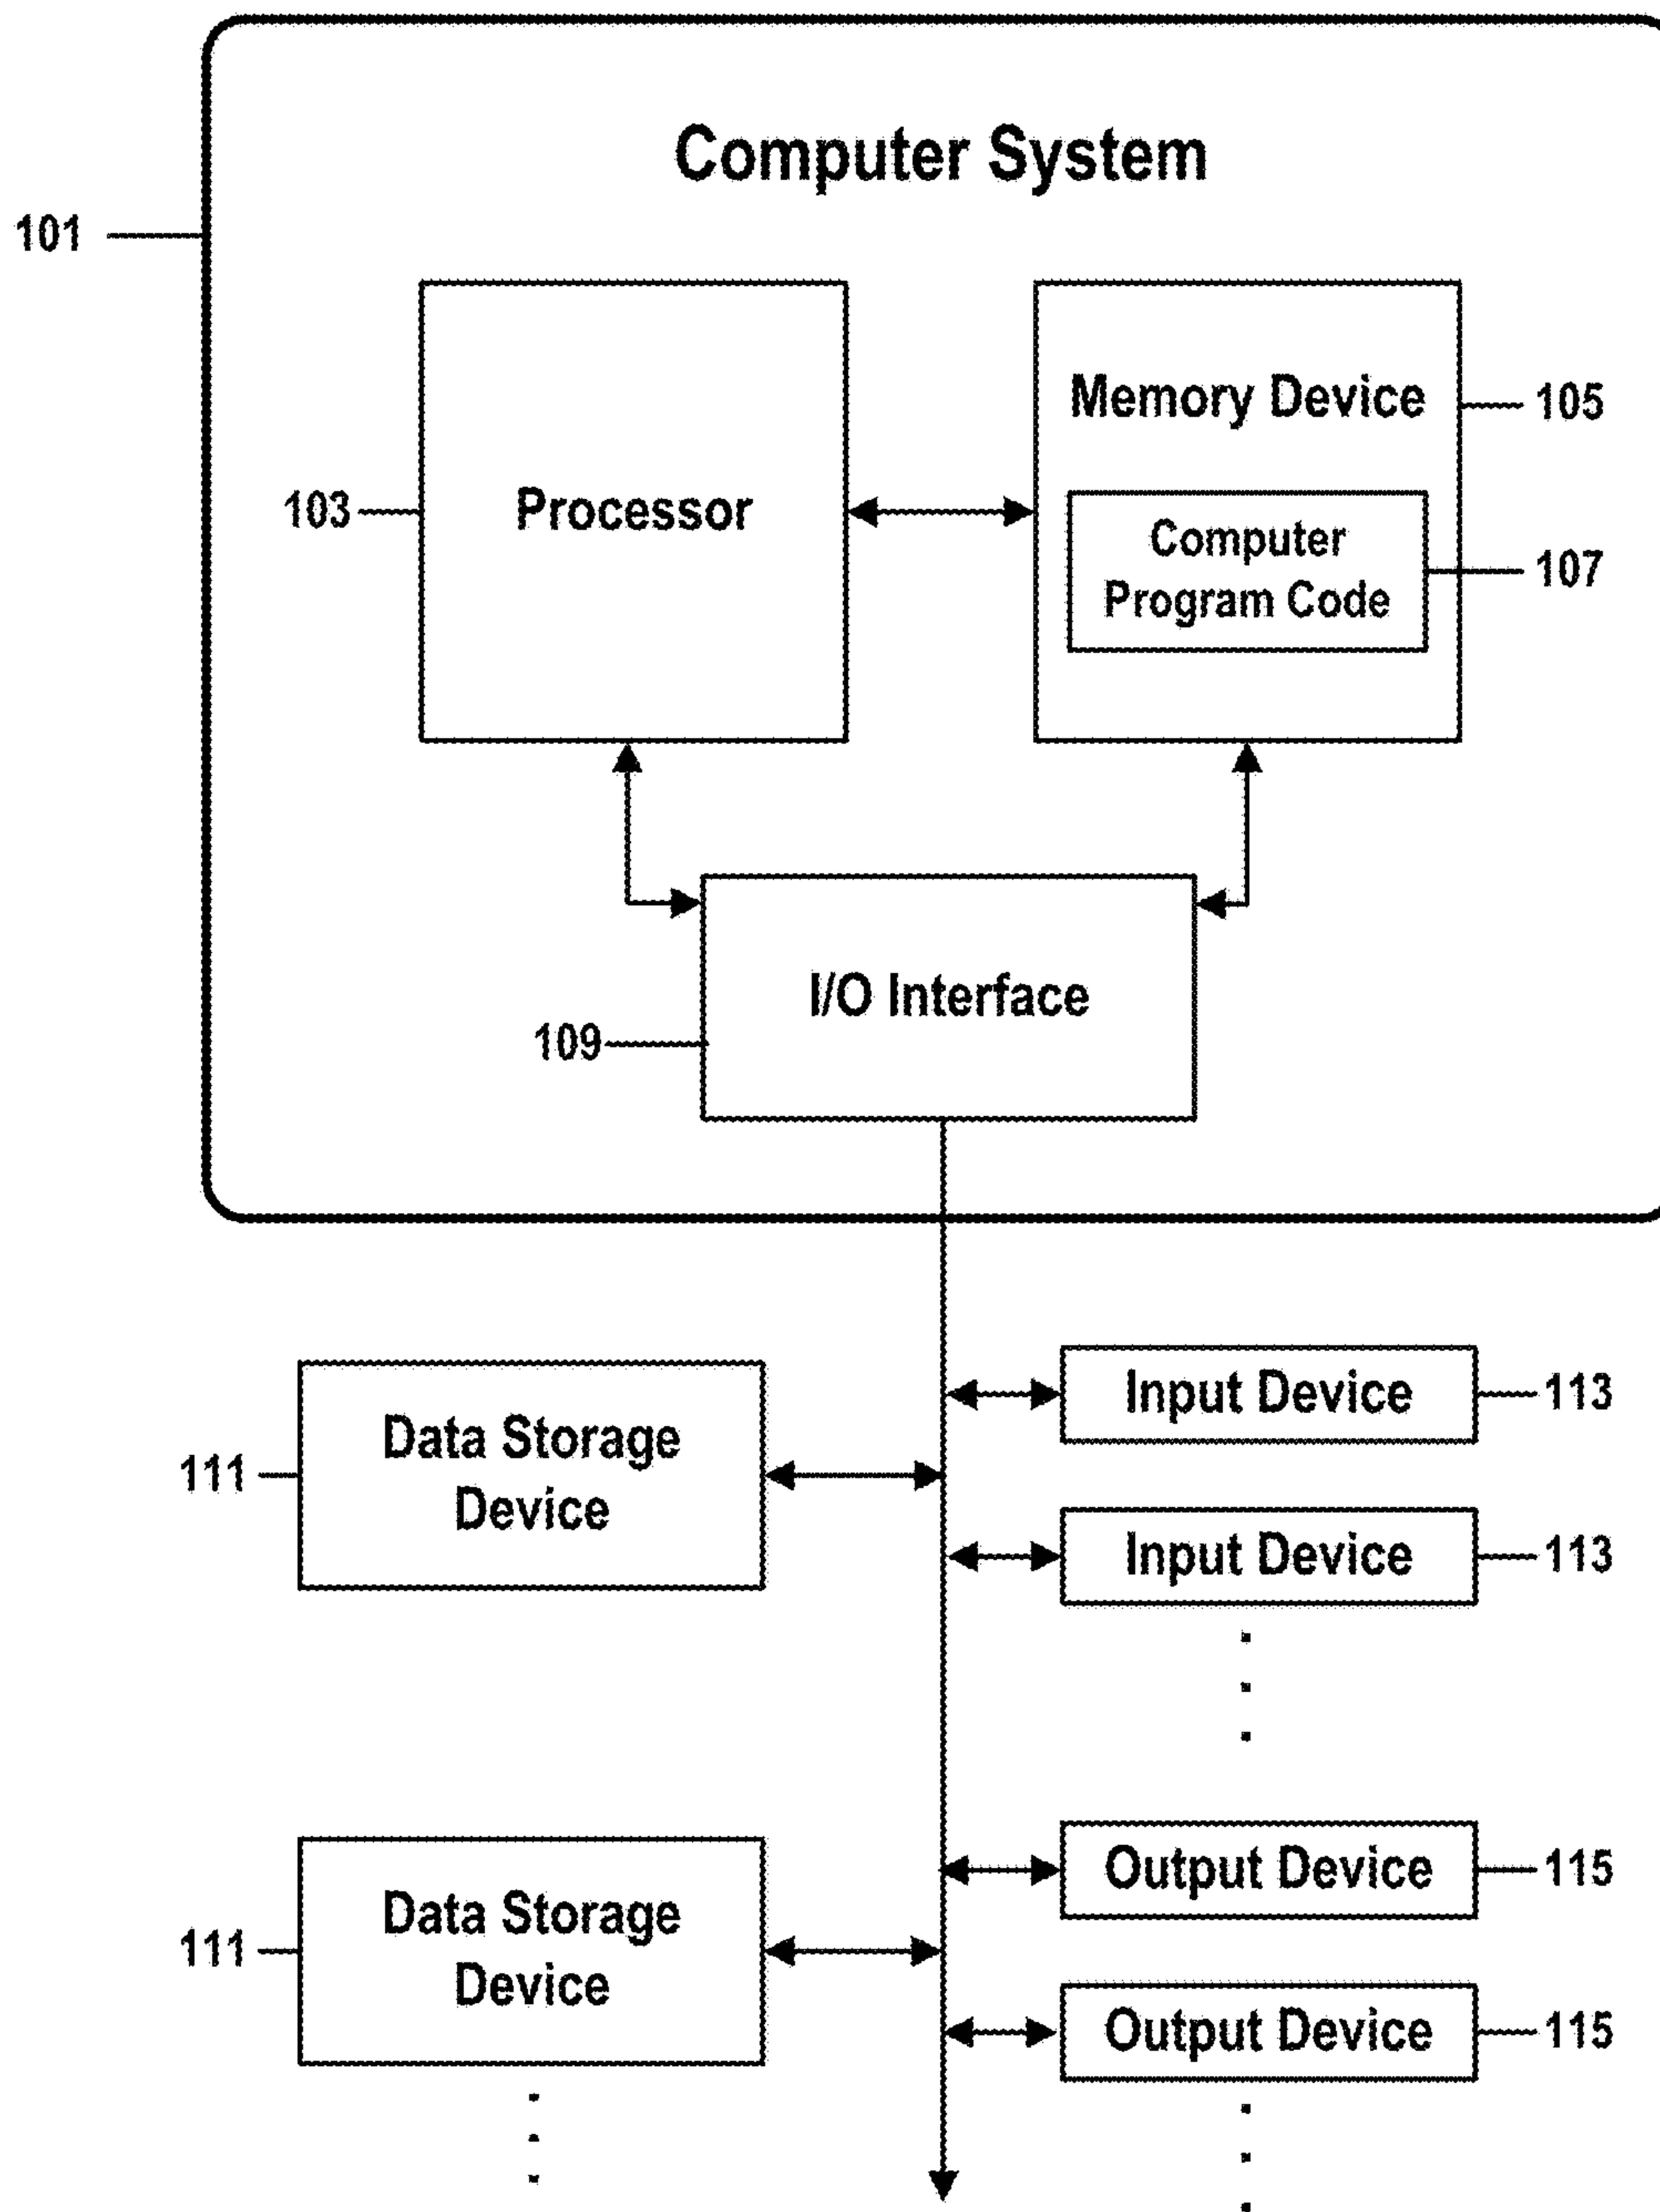 Computer System
101
Memory Device
105
103
Processor
Computer
Program Code
107
I/O Interface
109
Input Device
113
Data Storage
Device
111
Input Device
113
Output Device
115
Data Storage
Device
111
Output Device
115